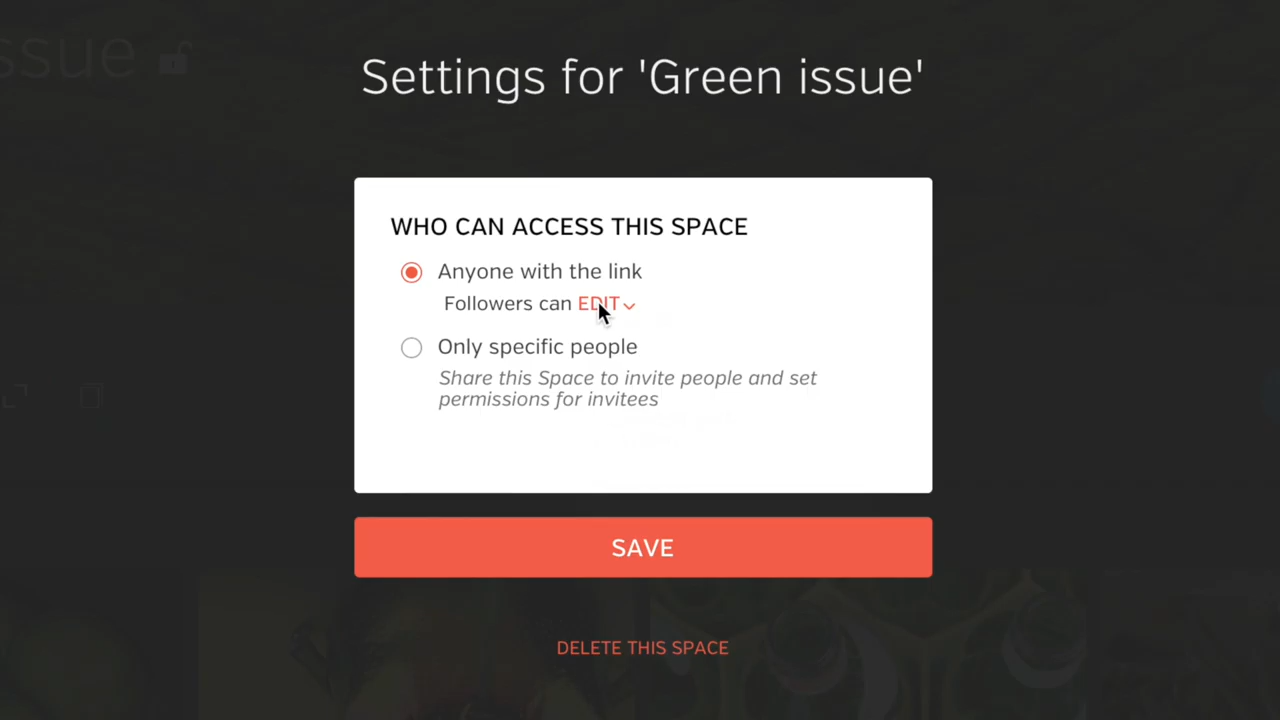 ssue
Settings for 'Green issue'
WHO CAN ACCESS THIS SPACE
Anyone with the link
Followers can EDIT
Only specific people
Share this Space to invite people and set
permissions for invitees
SAVE
DELETE THIS SPACE